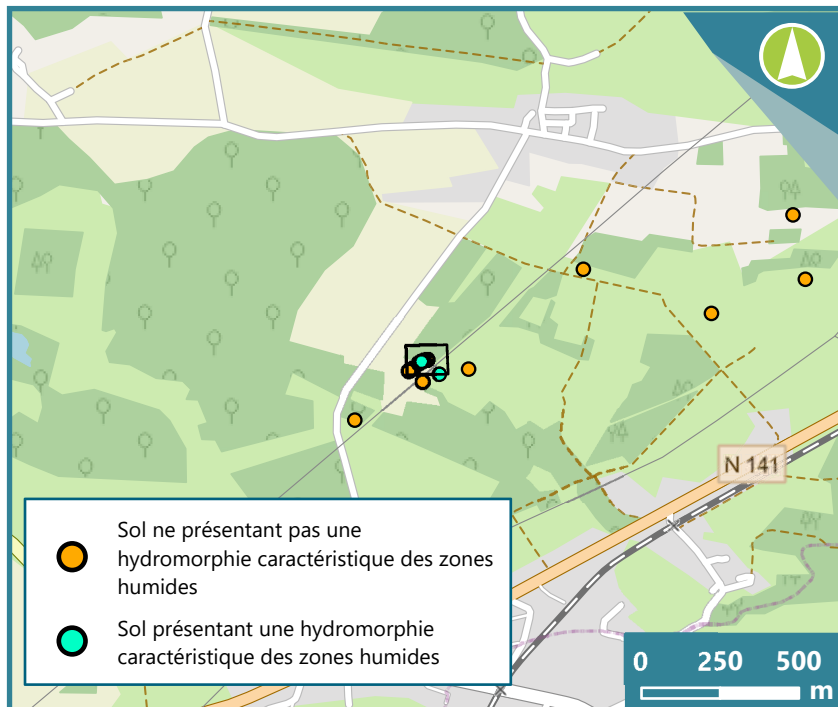 N 141
Sol ne présentant pas une
hydromorphie caractéristique des zones
humides
Sol présentant une hydromorphie
caractéristique des zones humides
0 250 500
m